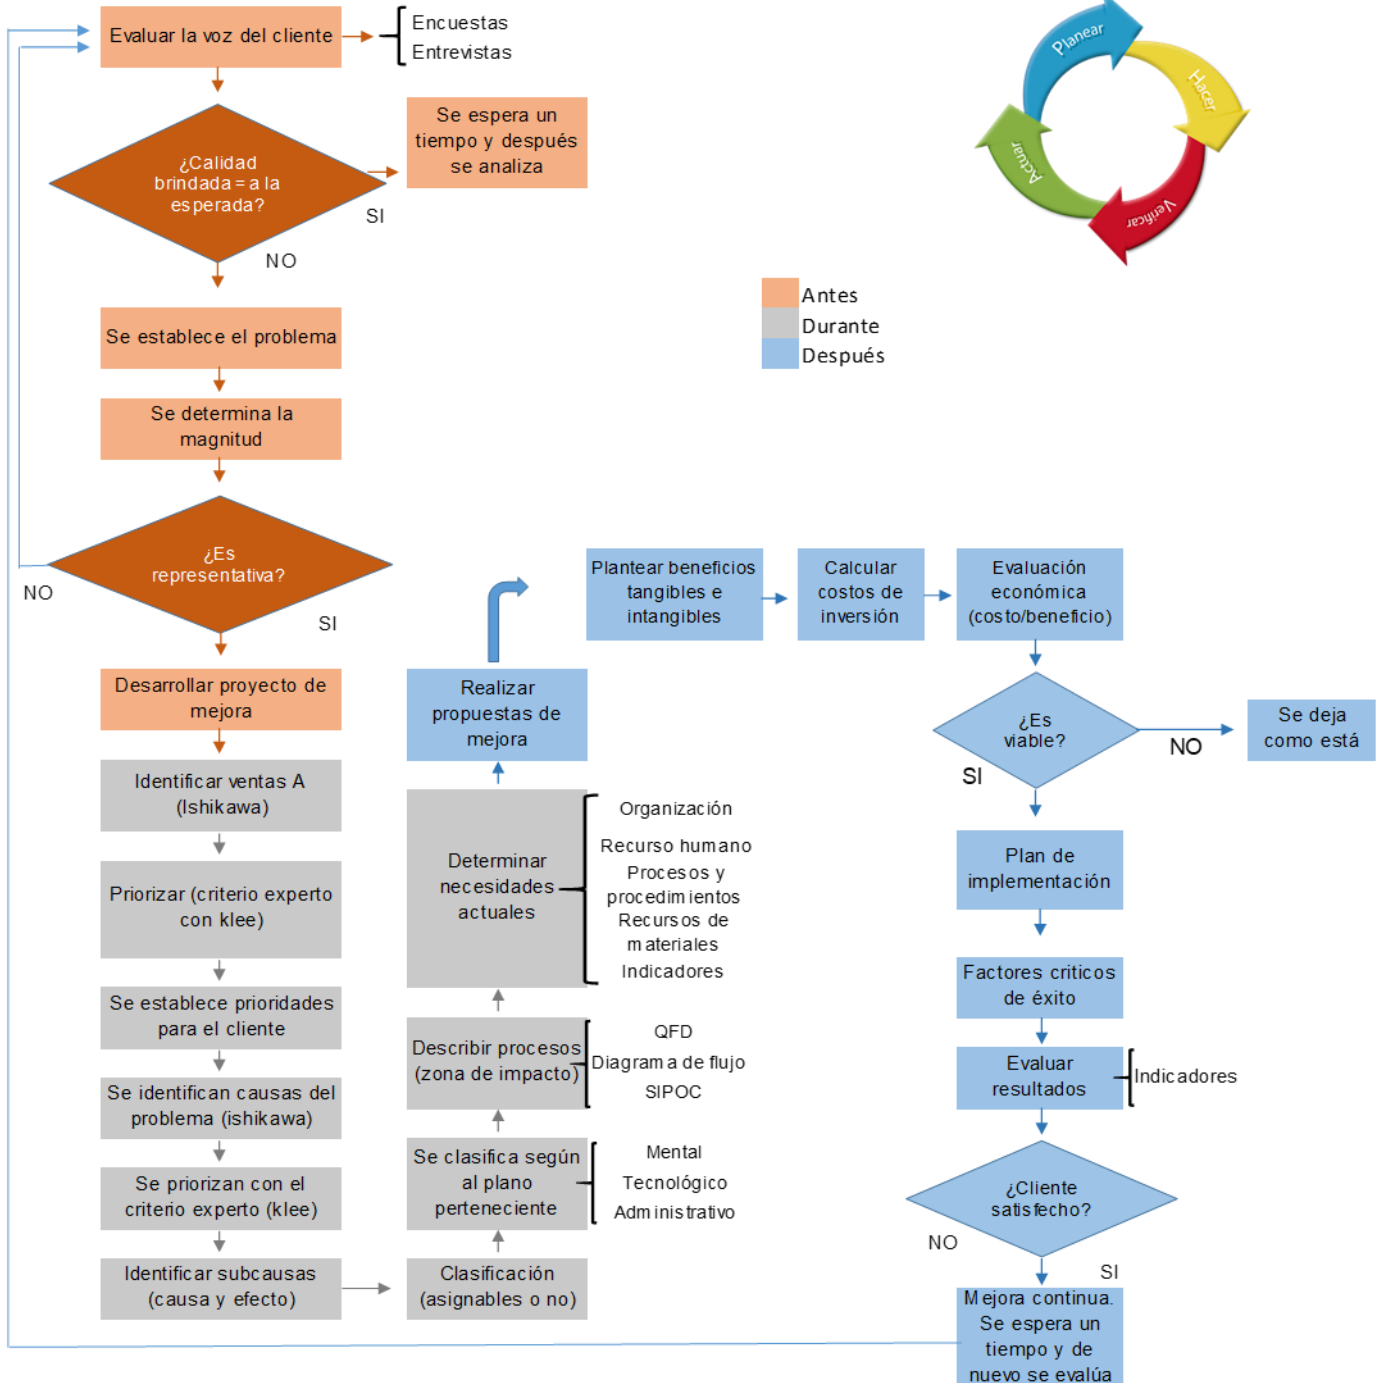 Evaluar la voz del cliente
Encuestas
Entrevistas
¿Calidad
brindada = a la
esperada?
SI
NO
Se espera un
tiempo y después
se analiza
Se establece el problema
Se determina la
magnitud
¿Es
representativa?
NO
SI
Desarrollar proyecto de
mejora
Identificar ventas A
(Ishikawa)
Priorizar (criterio experto
con klee)
Se establece prioridades
para el cliente
Se identifican causas del
problema (ishikawa)
Se priorizan con el
criterio experto (klee)
Identificar subcausas
(causa y efecto)
Clasificación
(asignables o no)
Se clasifica según
al plano
perteneciente
Mental
Tecnológico
Administrativo
Describir procesos
(zona de impacto)
QFD
Diagrama de flujo
SIPOC
Determinar
necesidades
actuales
Organización
Recurso humano
Procesos y
procedimientos
Recursos de
materiales
Indicadores
Realizar
propuestas de
mejora
Plantear beneficios
tangibles e
intangibles
Calcular
costos de
inversión
Evaluación
económica
(costo/beneficio)
¿Es
viable?
NO
SI
Se deja
como está
Plan de
implementación
Factores criticos
de éxito
Evaluar
resultados
Indicadores
¿Cliente
satisfecho?
NO
SI
Mejora continua.
Se espera un
tiempo y de
nuevo se evalúa
Planear
Hacer
Verificar
Actuar
Antes
Durante
Después